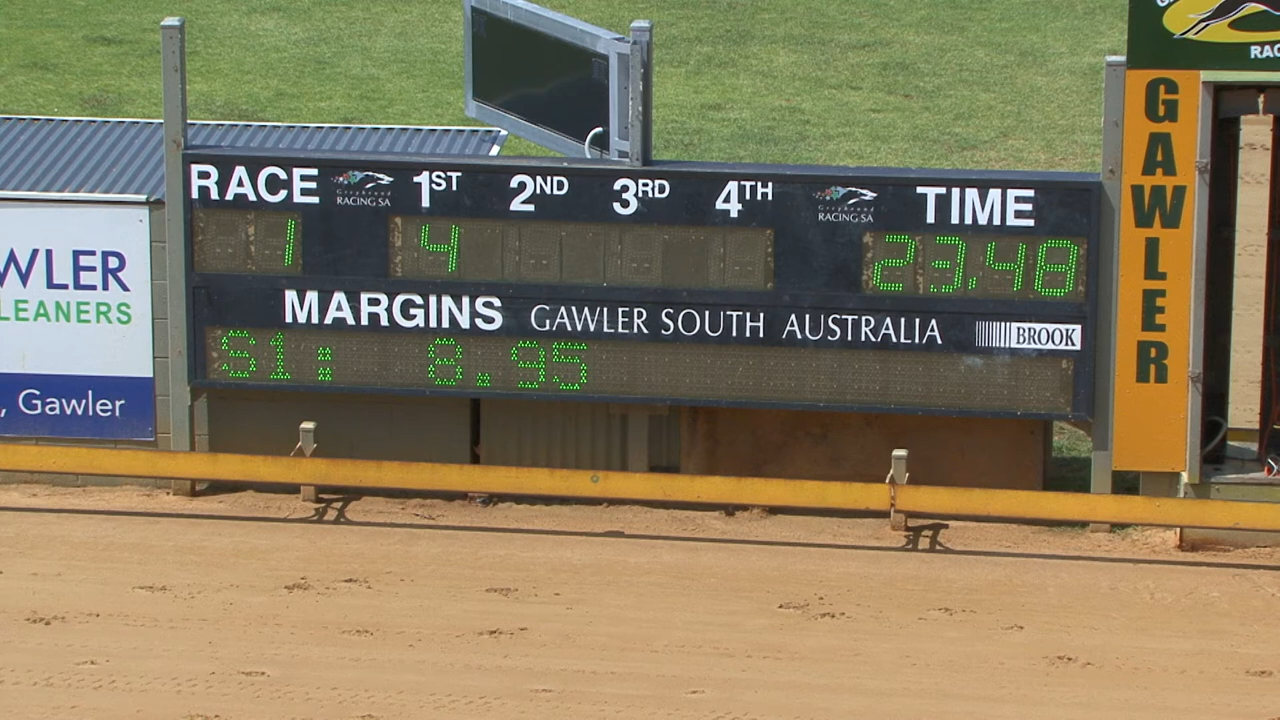 RACE
Greyhound
RACING SA
1ST 2ND 3RD 4TH
Greyhound
RACING SA
TIME
1 4 23.48
MARGINS GAWLER SOUTH AUSTRALIA BROOK
S1: 8.95
WLER
LEANERS
, Gawler
GAWLER
RAC